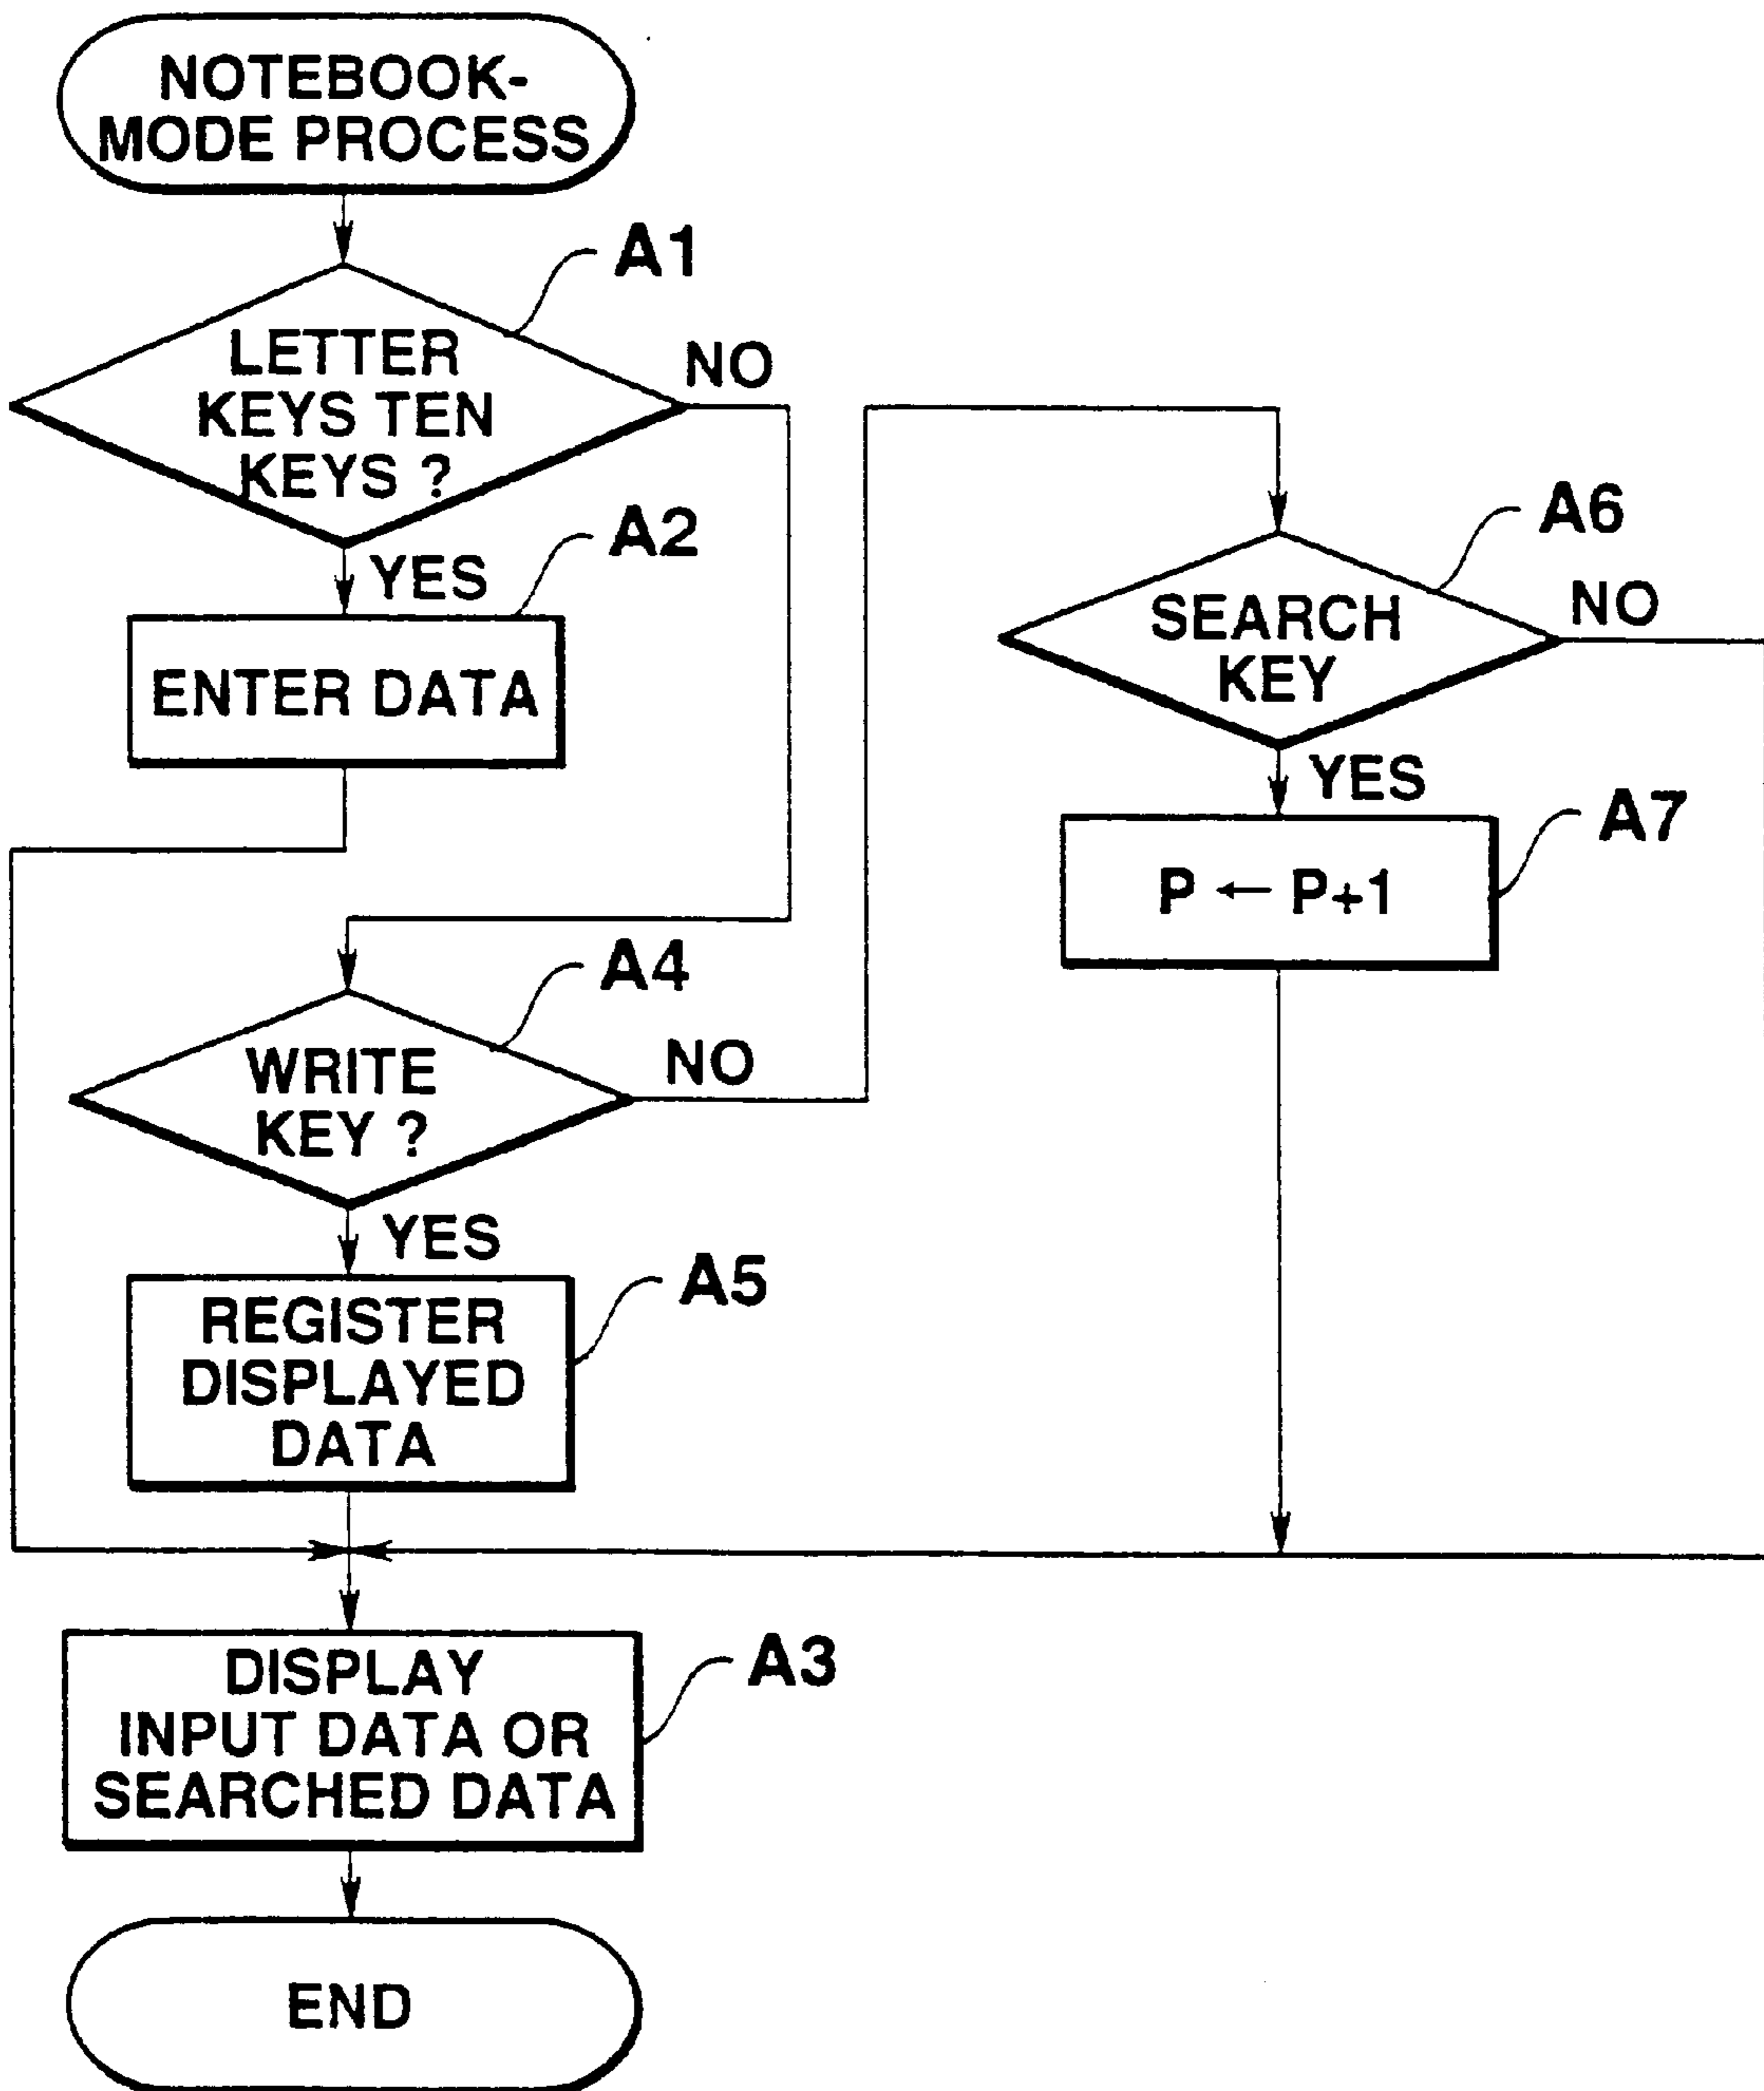 NOTEBOOK-
MODE PROCESS
A1
LETTER
KEYS TEN
KEYS ?
NO
YES
A2
ENTER DATA
A4
WRITE
KEY ?
NO
YES
A5
REGISTER
DISPLAYED
DATA
A6
SEARCH
KEY
NO
YES
A7
P ← P+1
A3
DISPLAY
INPUT DATA OR
SEARCHED DATA
END